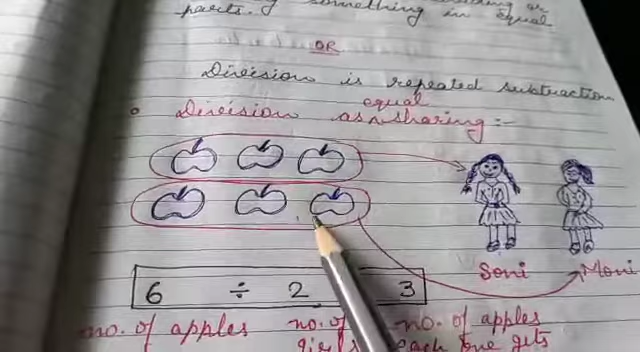 parts. something in equal
OR
Division is repeated subtraction.
Division as equal sharing:-
Soni Moni
6 ÷ 2 3
no. of apples no. of no. of apples
girls each one gets